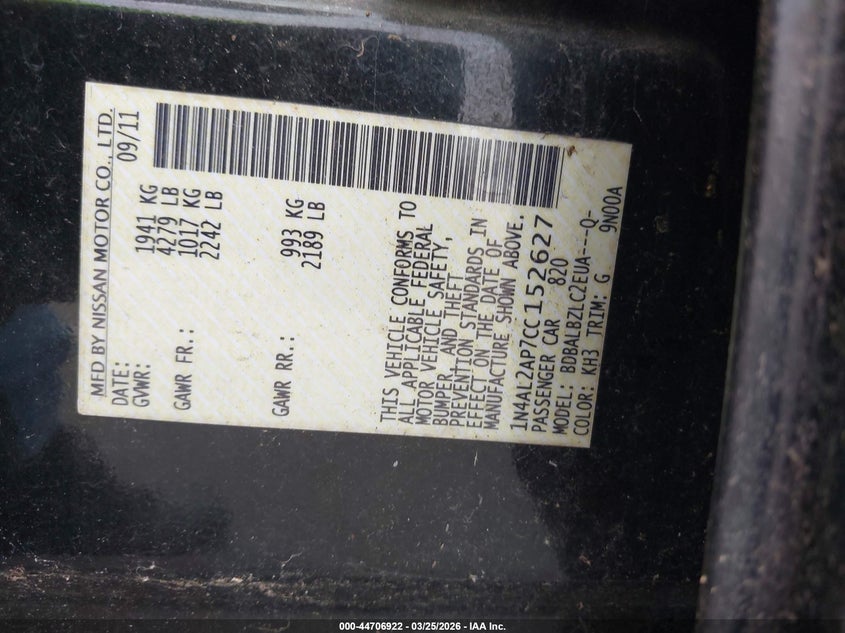 MFD BY NISSAN MOTOR CO., LTD.
DATE: 09/11
GVWR: 1941 KG
4279 LB
GAWR FR.: 1017 KG
2242 LB
GAWR RR.: 993 KG
2189 LB
THIS VEHICLE CONFORMS TO
ALL APPLICABLE FEDERAL
MOTOR VEHICLE SAFETY,
BUMPER, AND THEFT
PREVENTION STANDARDS IN
EFFECT ON THE DATE OF
MANUFACTURE SHOWN ABOVE.
1N4AL2AP7CC152627
PASSENGER CAR 820
MODEL: BDBALBZLC2EUA---Q-
COLOR: KH3 TRIM: G 9N00A
000-44706922 - 03/25/2026 - IAA Inc.